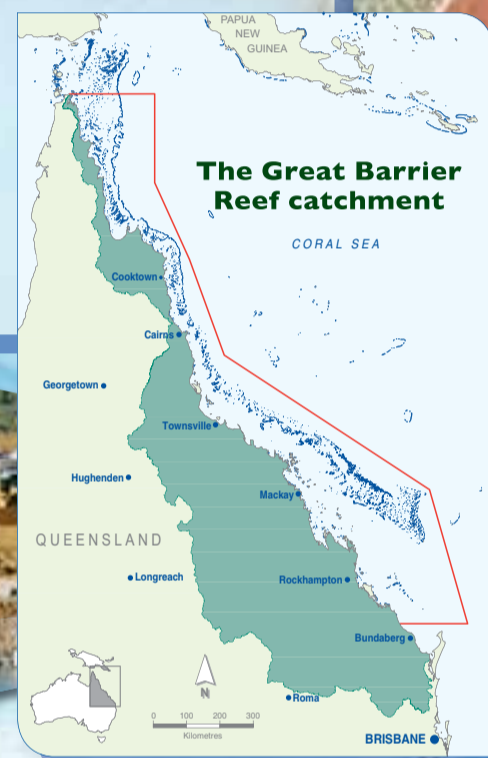 PAPUA
NEW
GUINEA
The Great Barrier
Reef catchment
CORAL SEA
Cooktown
Cairns
Georgetown
Townsville
Hughenden
Mackay
QUEENSLAND
Longreach
Rockhampton
Bundaberg
N
Roma
0 100 200 300
Kilometres
BRISBANE